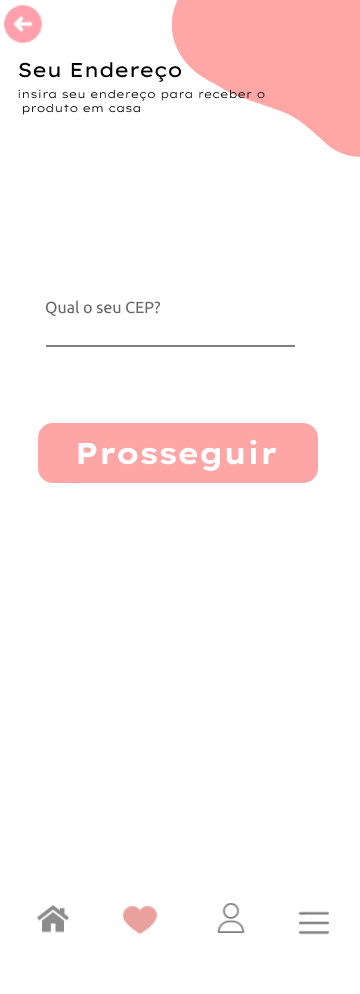 Seu Endereço
insira seu endereço para receber o
produto em casa
Qual o seu CEP?
Prosseguir